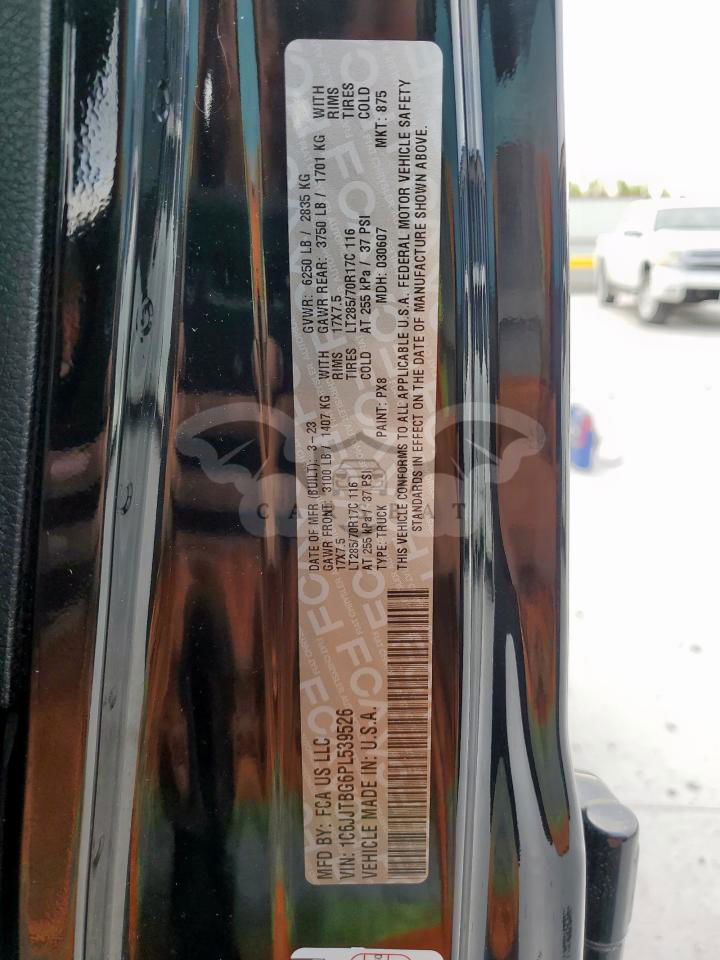 MFD BY: FCA US LLC
VIN: 1C6JJTBG6PL539526
VEHICLE MADE IN: U.S.A.
DATE OF MFR (BUILT): 3-23 GVWR: 6250 LB / 2835 KG
GAWR FRONT: 3100 LB / 1407 KG WITH GAWR REAR: 3750 LB / 1701 KG WITH
17X7.5 RIMS 17X7.5 RIMS
LT285/70R17C 116 TIRES LT285/70R17C 116 TIRES
AT 255 kPa / 37 PSI COLD AT 255 kPa / 37 PSI COLD
TYPE: TRUCK PAINT: PX8 MDH: 030607 MKT: 875
THIS VEHICLE CONFORMS TO ALL APPLICABLE U.S.A. FEDERAL MOTOR VEHICLE SAFETY
STANDARDS IN EFFECT ON THE DATE OF MANUFACTURE SHOWN ABOVE.